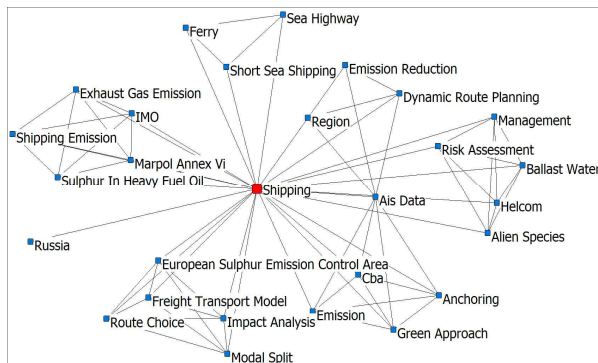 Sea Highway
Ferry
Short Sea Shipping
Emission Reduction
Exhaust Gas Emission
Dynamic Route Planning
IMO
Region
Management
Shipping Emission
Risk Assessment
Marpol Annex Vi
Ballast Water
Sulphur In Heavy Fuel Oil
Shipping
Ais Data
Helcom
Alien Species
Russia
European Sulphur Emission Control Area
Cba
Freight Transport Model
Anchoring
Route Choice
Impact Analysis
Emission
Green Approach
Modal Split